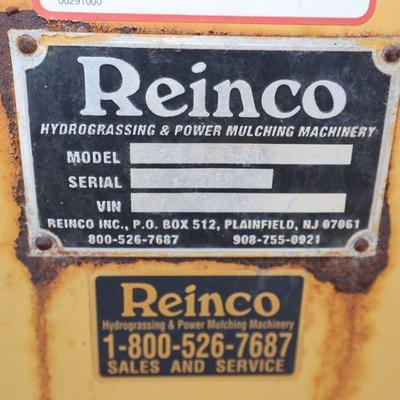 00291000
Reinco
HYDROGRASSING & POWER MULCHING MACHINERY
MODEL
SERIAL
VIN
REINCO INC., P.O. BOX 512, PLAINFIELD, NJ 07061
800-526-7687 908-755-0921
Reinco
Hydrograssing & Power Mulching Machinery
1-800-526-7687
SALES AND SERVICE